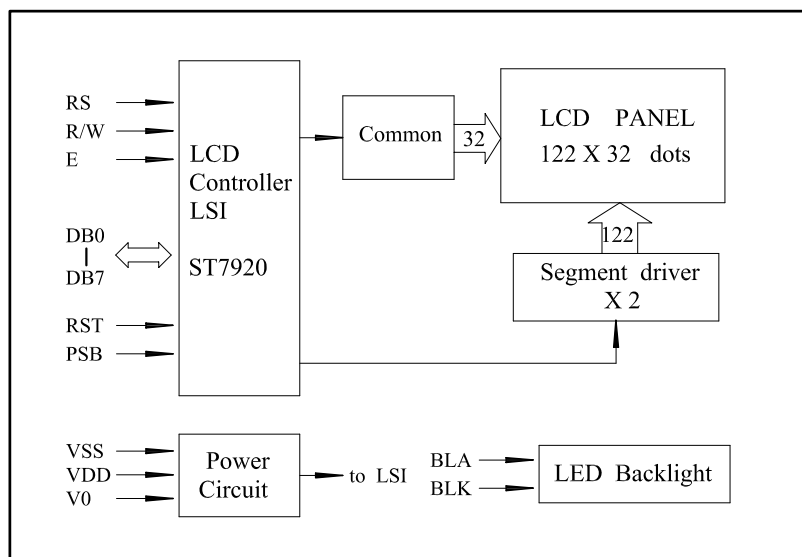 RS
R/W
E
DB0
DB7
RST
PSB
LCD
Controller
LSI
ST7920
Common
32
LCD PANEL
122 X 32 dots
122
Segment driver
X 2
VSS
VDD
V0
Power
Circuit
to LSI
BLA
BLK
LED Backlight